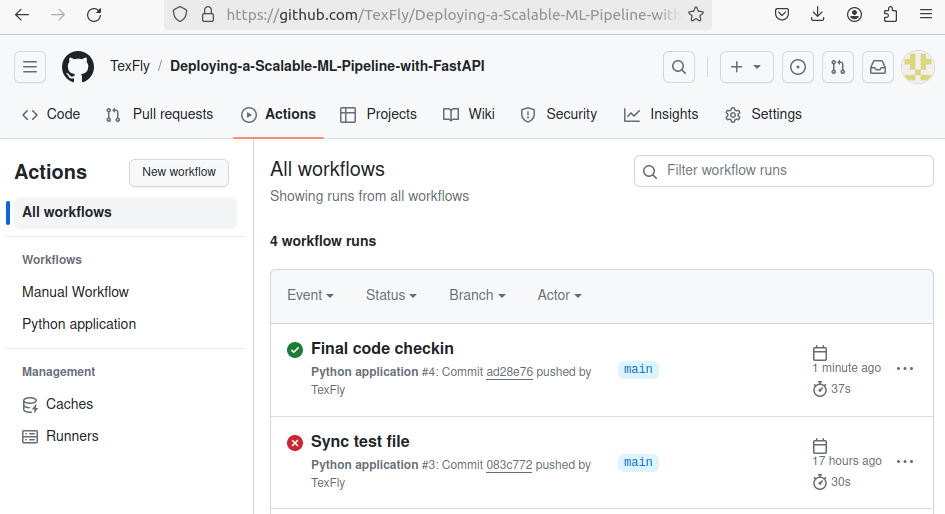 https://github.com/TexFly/Deploying-a-Scalable-ML-Pipeline-with
TexFly / Deploying-a-Scalable-ML-Pipeline-with-FastAPI
Code Pull requests Actions Projects Wiki Security Insights Settings
Actions
New workflow
All workflows
Workflows
Manual Workflow
Python application
Management
Caches
Runners
All workflows
Showing runs from all workflows
Filter workflow runs
4 workflow runs
Event Status Branch Actor
Final code checkin
Python application #4: Commit ad28e76 pushed by
TexFly
main
1 minute ago
37s
Sync test file
Python application #3: Commit 083c772 pushed by
TexFly
main
17 hours ago
30s